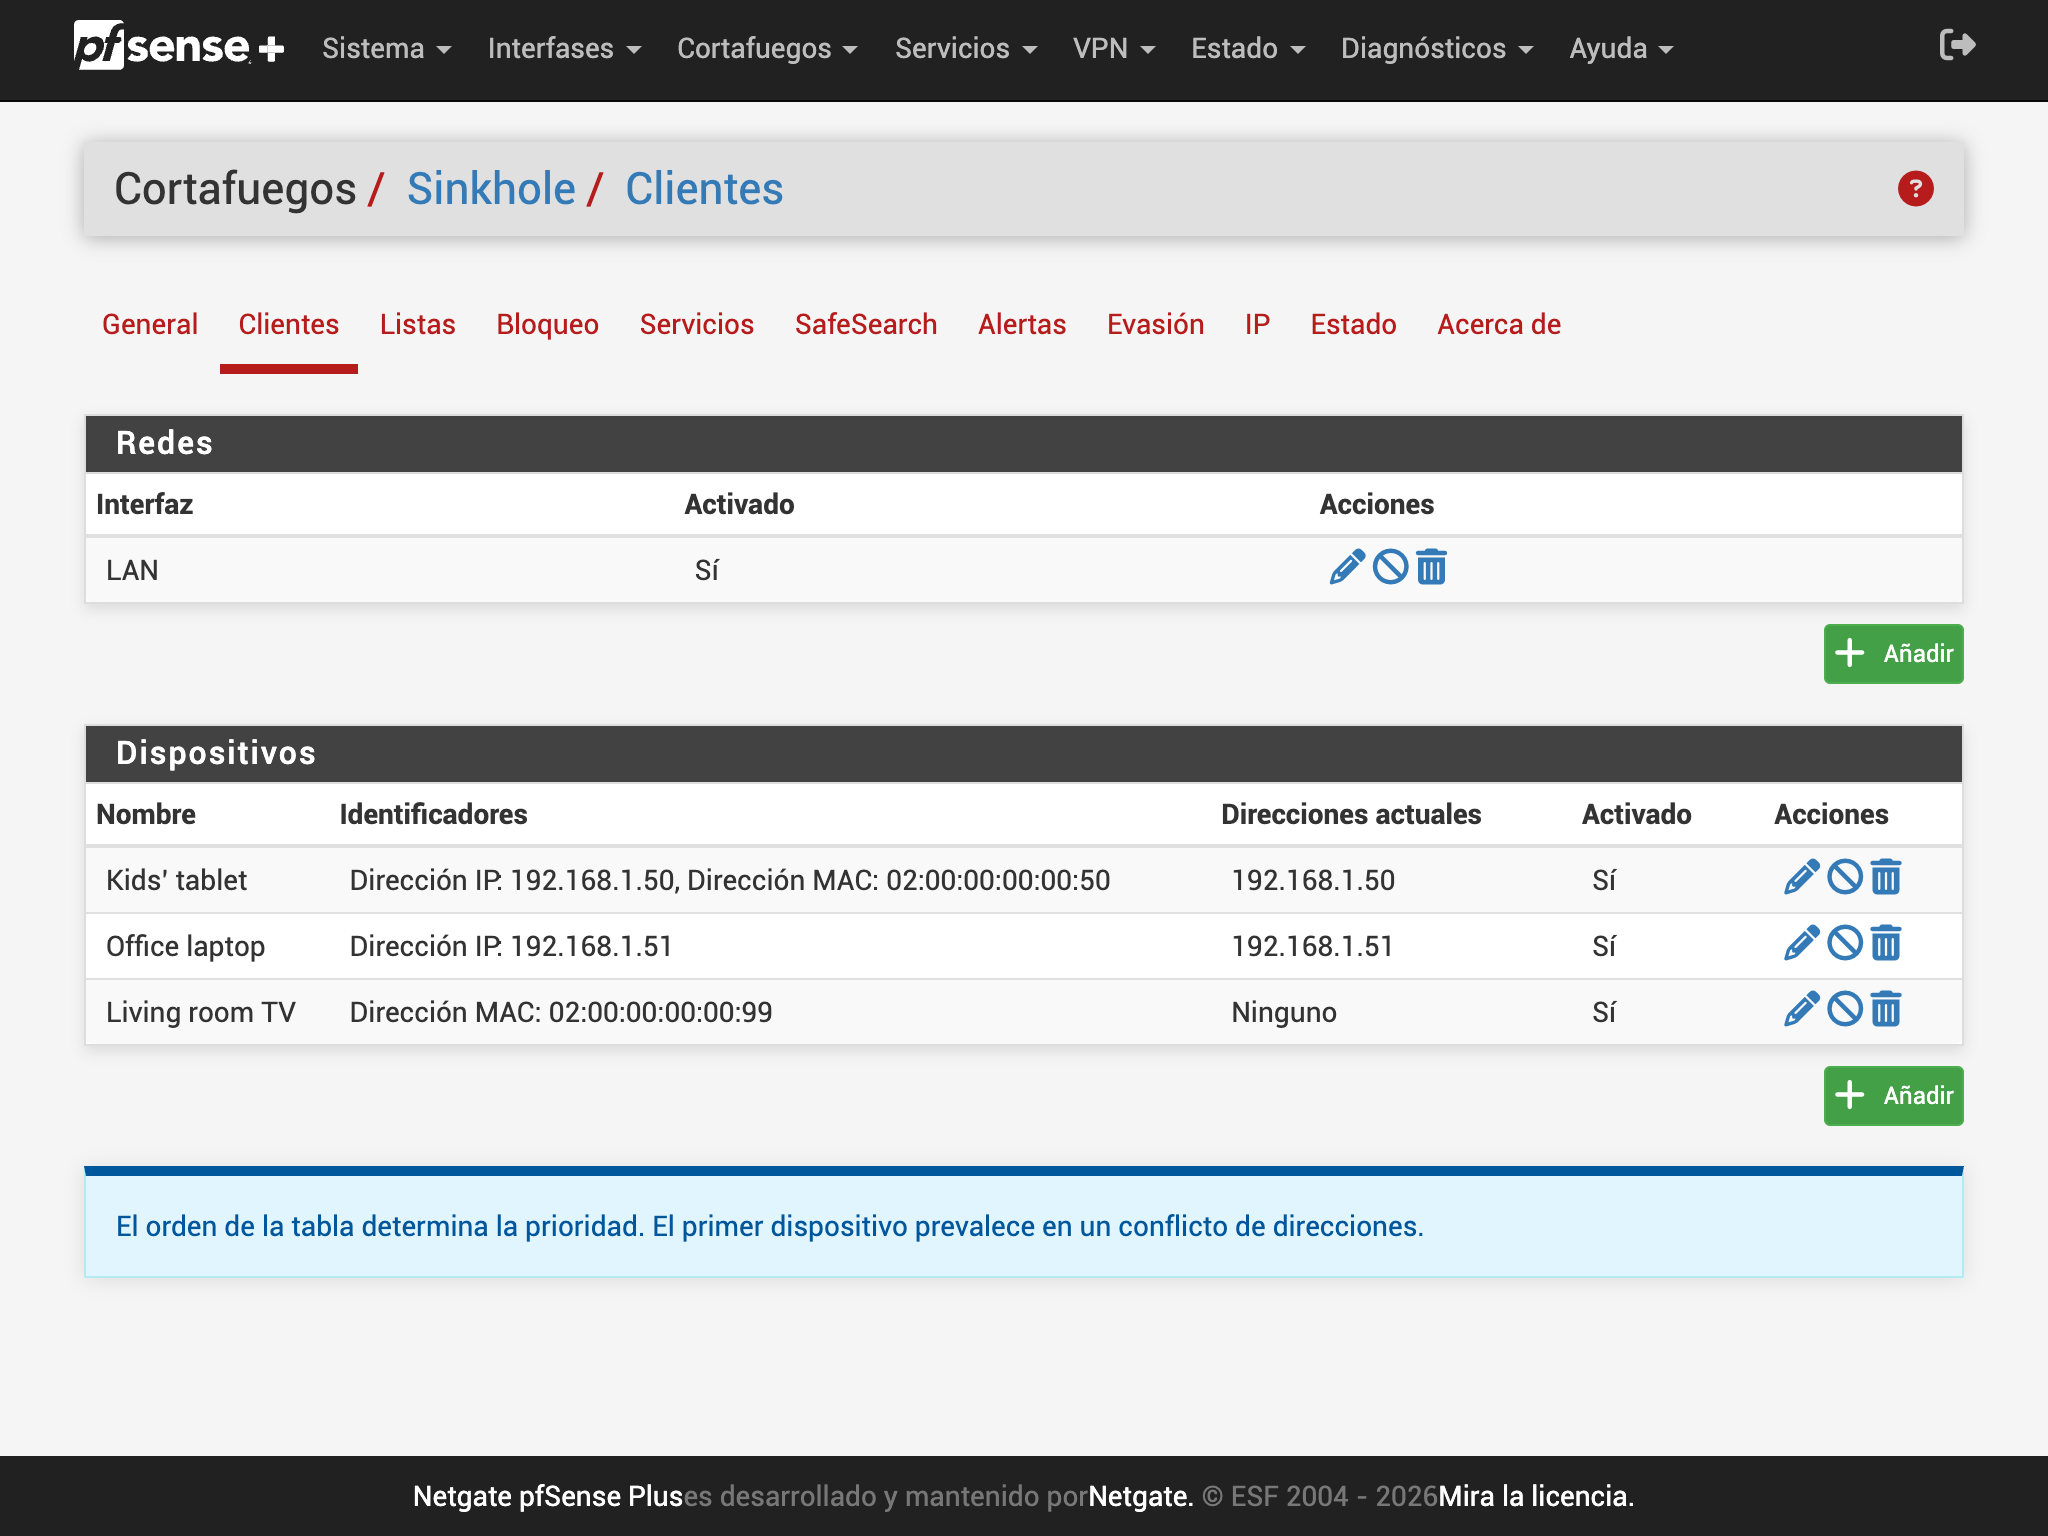 pfsense+ Sistema Interfases Cortafuegos Servicios VPN Estado Diagnósticos Ayuda
Cortafuegos / Sinkhole / Clientes ?
General Clientes Listas Bloqueo Servicios SafeSearch Alertas Evasión IP Estado Acerca de
Redes
Interfaz Activado Acciones
LAN Sí
Añadir
Dispositivos
Nombre Identificadores Direcciones actuales Activado Acciones
Kids' tablet Dirección IP: 192.168.1.50, Dirección MAC: 02:00:00:00:00:50 192.168.1.50 Sí
Office laptop Dirección IP: 192.168.1.51 192.168.1.51 Sí
Living room TV Dirección MAC: 02:00:00:00:00:99 Ninguno Sí
Añadir
El orden de la tabla determina la prioridad. El primer dispositivo prevalece en un conflicto de direcciones.
Netgate pfSense Pluses desarrollado y mantenido porNetgate. © ESF 2004 - 2026Mira la licencia.